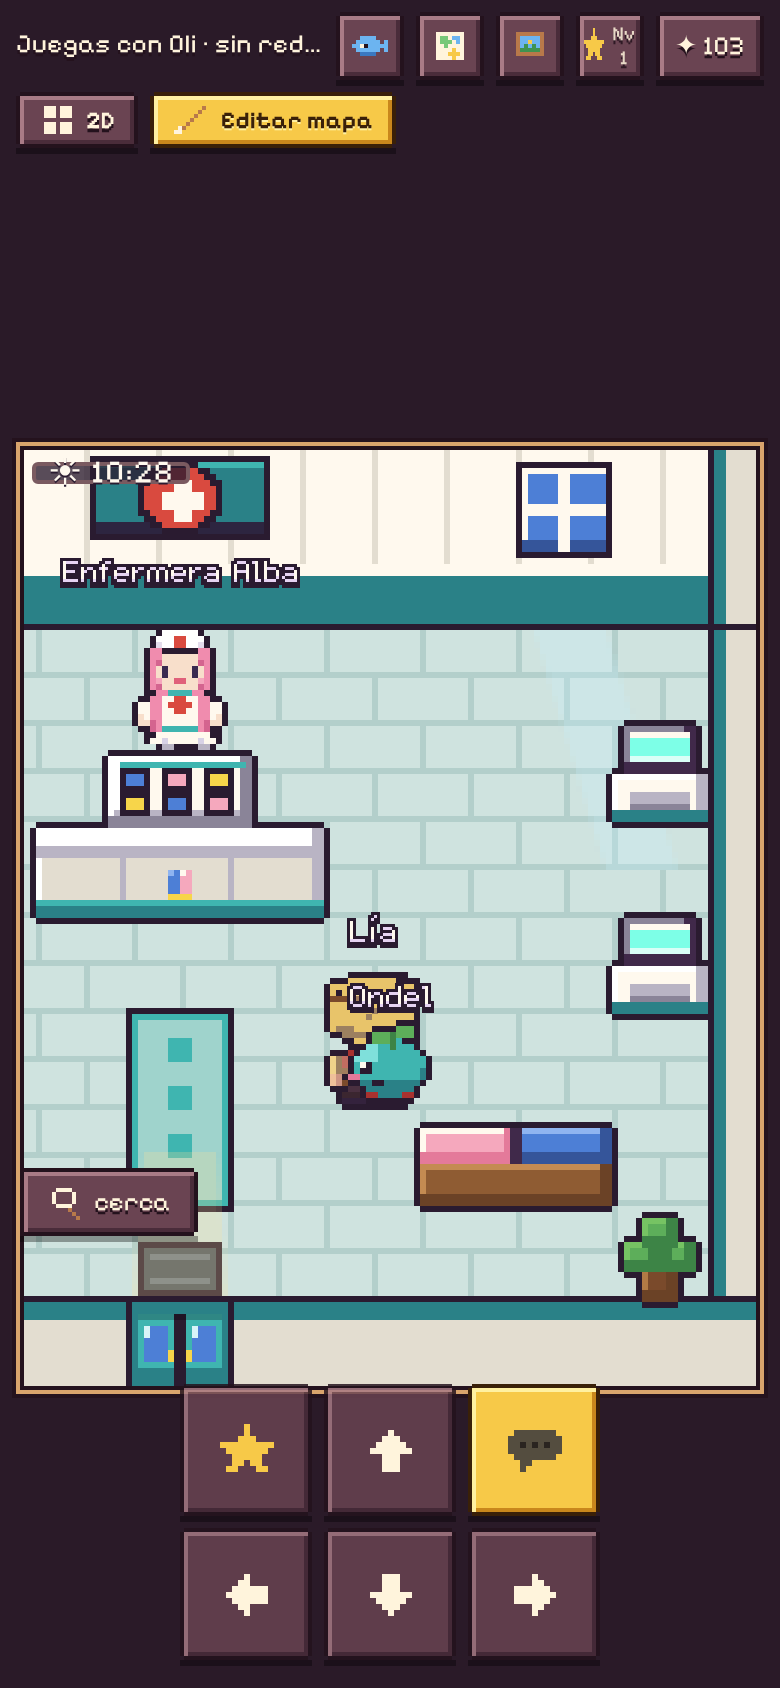 Juegas con Oli · sin red...
Nv
1
103
2D
Editar mapa
10:28
Enfermera Alba
Lía
Ondel
cerca